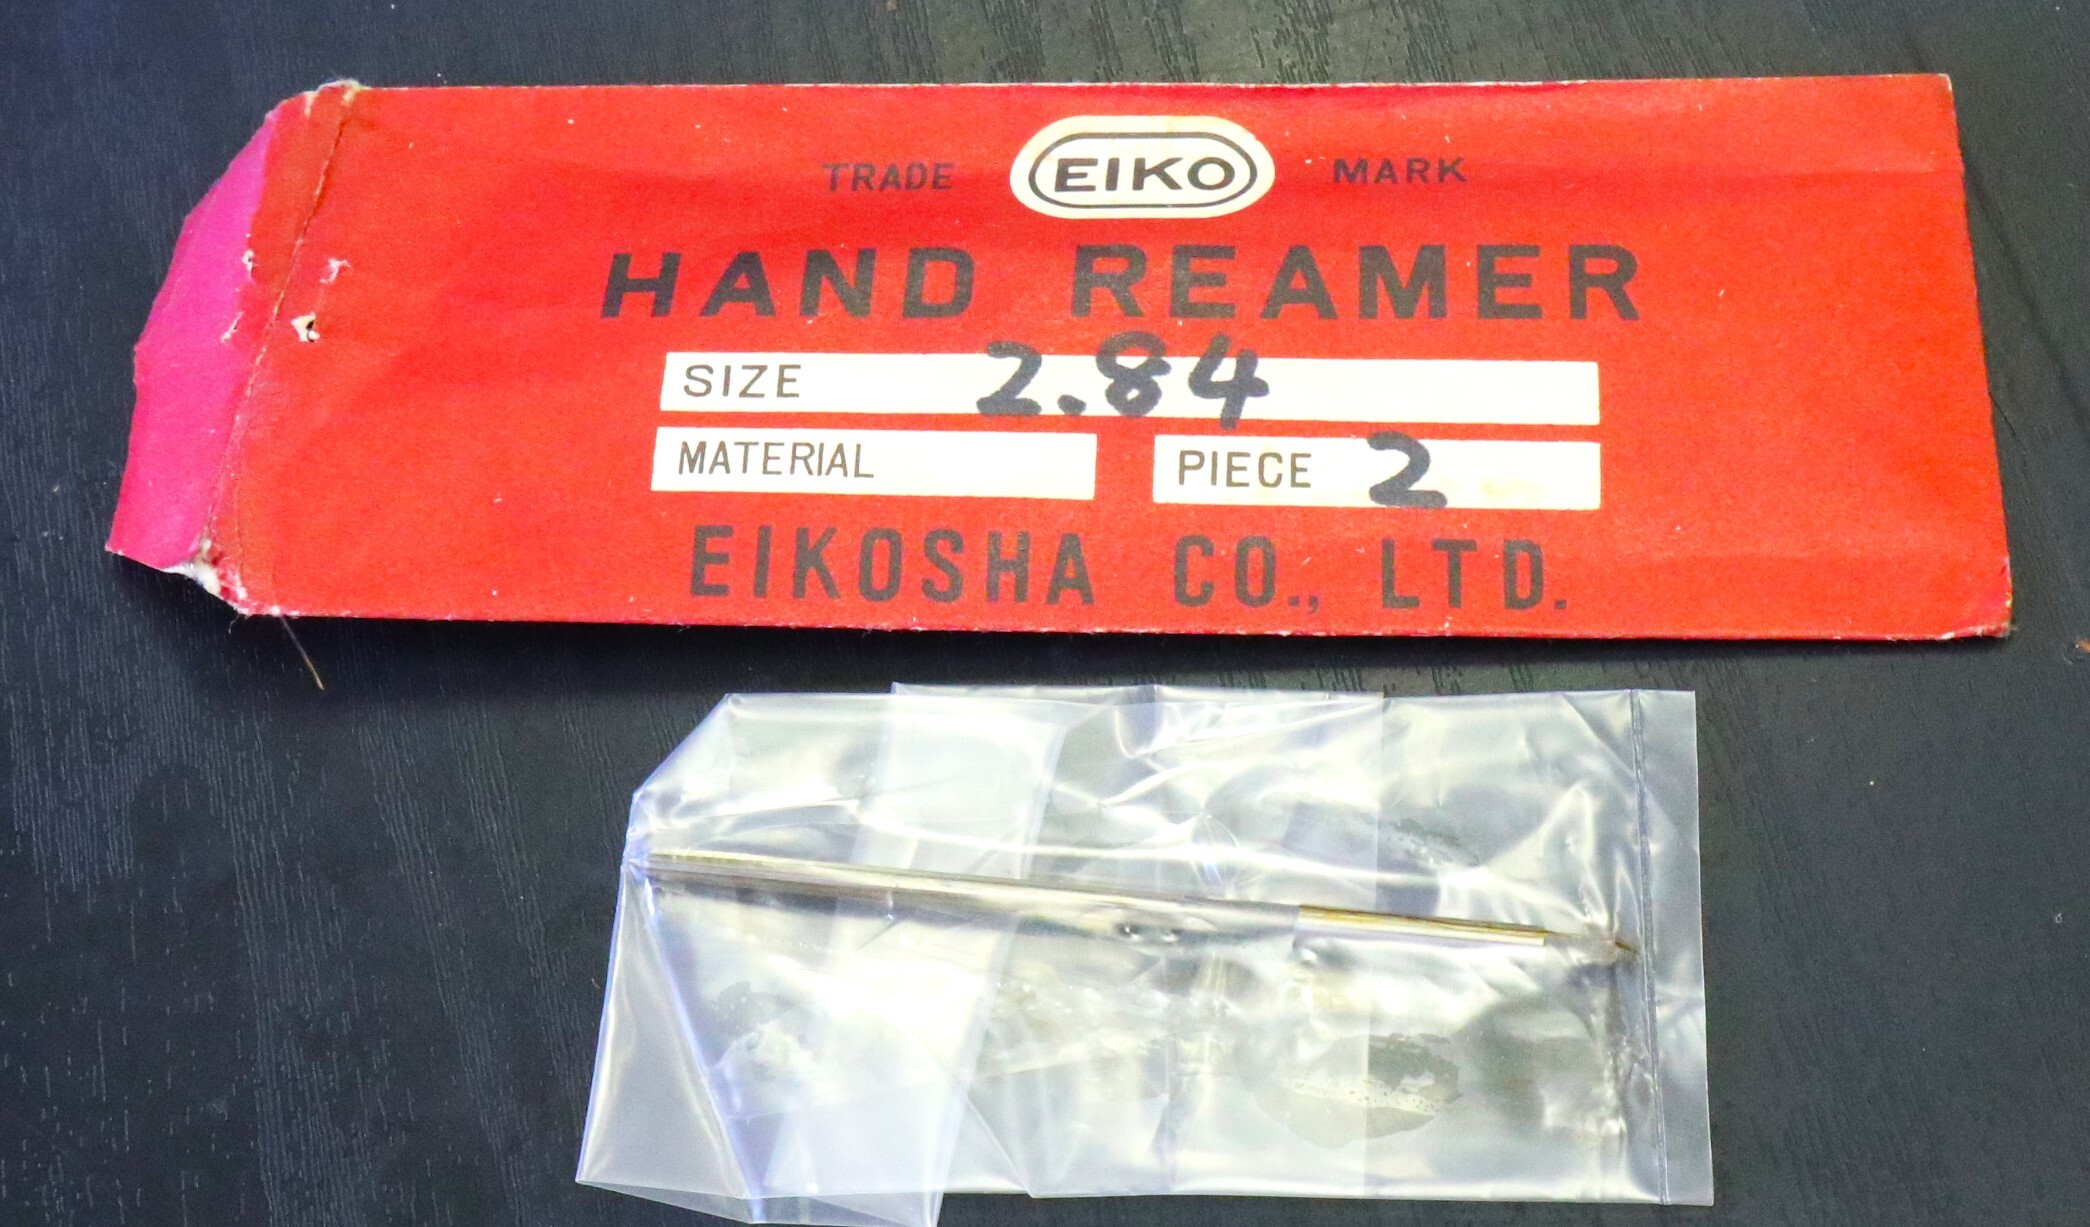 TRADE EIKO MARK
HAND REAMER
SIZE 2.84
MATERIAL PIECE 2
EIKOSHA CO., LTD.